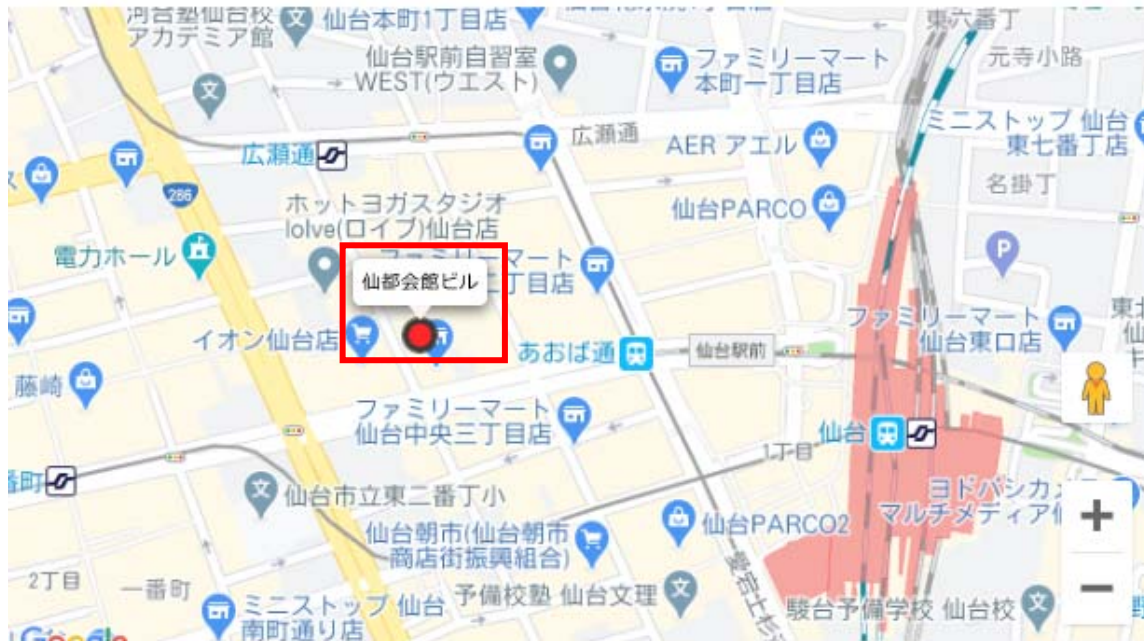 河合塾仙台校
アカデミア館
仙台本町1丁目店
東六番丁
元寺小路
仙台駅前自習室
WEST(ウエスト)
ファミリーマート
本町一丁目店
広瀬通
広瀬通
AER アエル
ミニストップ 仙台
東七番丁店
286
名掛丁
仙台PARCO
ホットヨガスタジオ
loIve(ロイブ)仙台店
電力ホール
ファミリーマート
丁目店
仙都会館ビル
イオン仙台店
あおば通
仙台駅前
ファミリーマート
仙台東口店
藤崎
ファミリーマート
仙台中央三丁目店
仙台
1丁目
番町
仙台市立東二番丁小
ヨドバシカメ
マルチメディア仙
仙台朝市(仙台朝市
商店街振興組合)
仙台PARCO2
2丁目
一番町
ミニストップ 仙台
南町通り店
予備校塾 仙台文理
愛宕上杉通
駿台予備学校 仙台校
Google